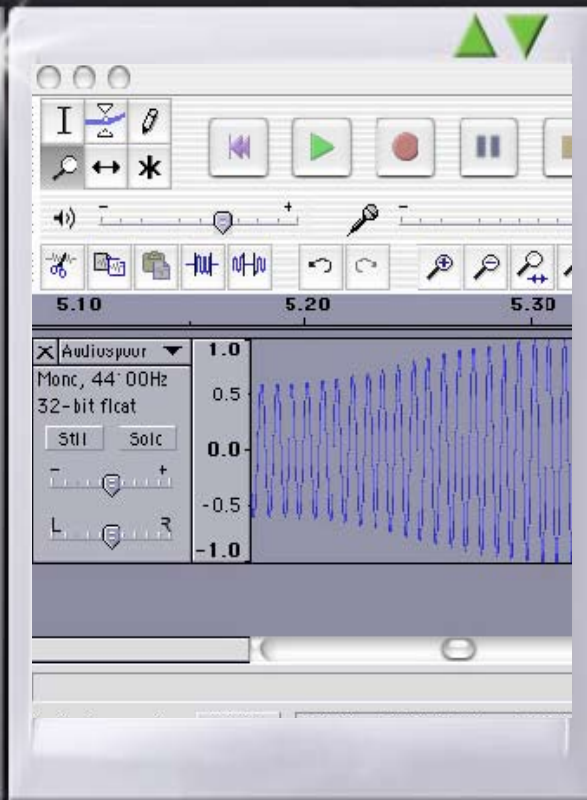 5.10 5.20 5.30
Audiospoor
Mono, 44100Hz
32-bit float
Stil Solo
- +
L R
1.0
0.5
0.0
-0.5
-1.0